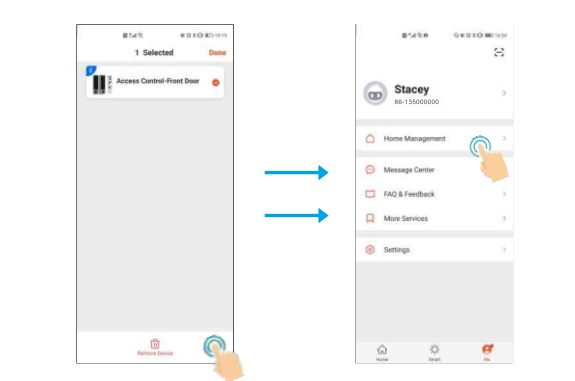 1 Selected
Done
Access Control-Front Door
Remove Device
Stacey
86-135000000
Home Management
Message Center
FAQ & Feedback
More Services
Settings
Home
Smart
Me